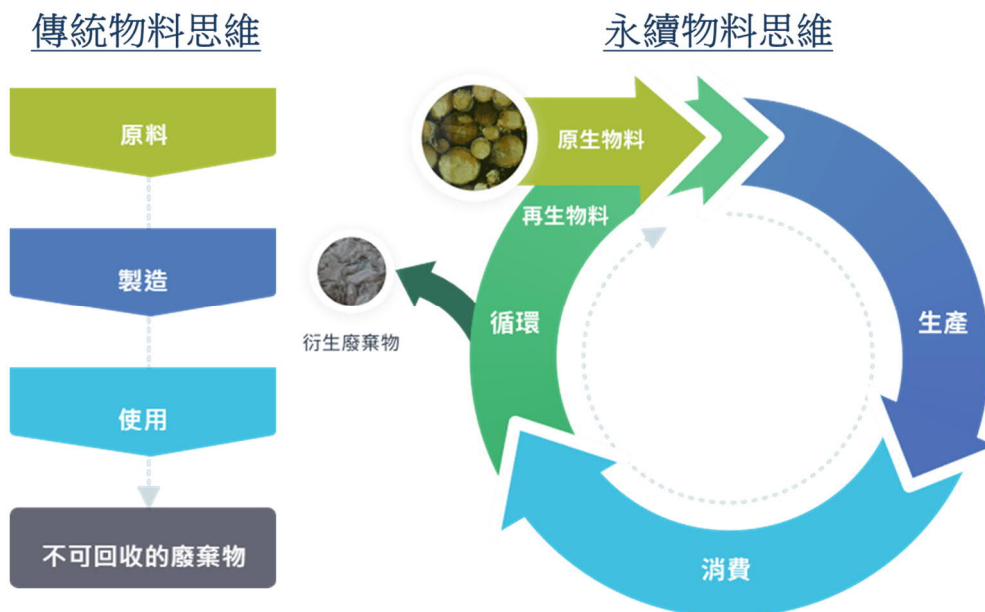 傳統物料思維
原料
製造
使用
不可回收的廢棄物
永續物料思維
原生物料
再生物料
循環
衍生廢棄物
生產
消費